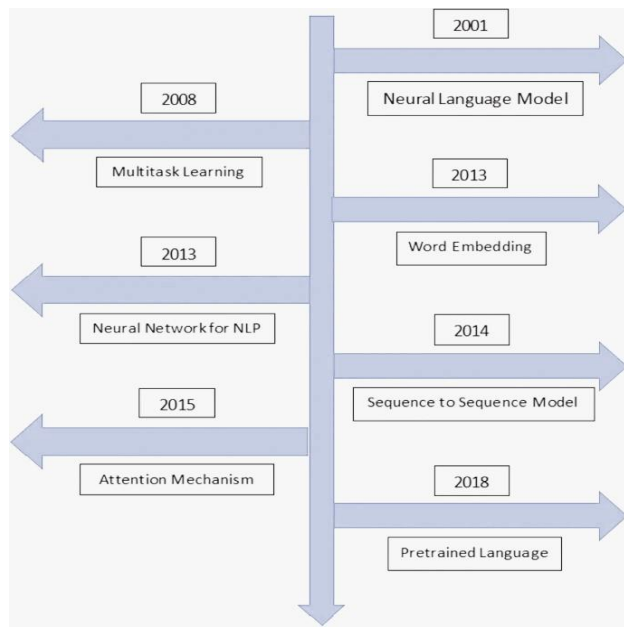 2001
Neural Language Model
2008
Multitask Learning
2013
Word Embedding
2013
Neural Network for NLP
2014
Sequence to Sequence Model
2015
Attention Mechanism
2018
Pretrained Language